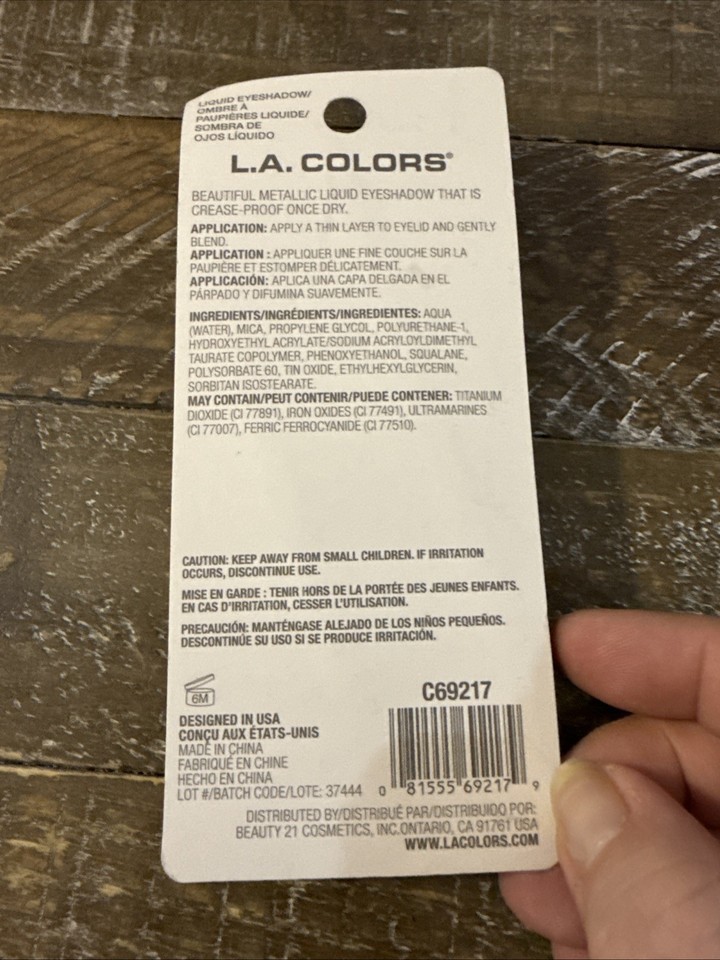 LIQUID EYESHADOW/
OMBRE À
PAUPIÈRES LIQUIDE/
SOMBRA DE
OJOS LÍQUIDO
L.A. COLORS®
BEAUTIFUL METALLIC LIQUID EYESHADOW THAT IS
CREASE-PROOF ONCE DRY.
APPLICATION: APPLY A THIN LAYER TO EYELID AND GENTLY
BLEND.
APPLICATION : APPLIQUER UNE FINE COUCHE SUR LA
PAUPIÈRE ET ESTOMPER DÉLICATEMENT.
APPLICACIÓN: APLICA UNA CAPA DELGADA EN EL
PÁRPADO Y DIFUMINA SUAVEMENTE.
INGREDIENTS/INGRÉDIENTS/INGREDIENTES: AQUA
(WATER), MICA, PROPYLENE GLYCOL, POLYURETHANE-1,
HYDROXYETHYL ACRYLATE/SODIUM ACRYLOYLDIMETHYL
TAURATE COPOLYMER, PHENOXYETHANOL, SQUALANE,
POLYSORBATE 60, TIN OXIDE, ETHYLHEXYLGLYCERIN,
SORBITAN ISOSTEARATE.
MAY CONTAIN/PEUT CONTENIR/PUEDE CONTENER: TITANIUM
DIOXIDE (CI 77891), IRON OXIDES (CI 77491), ULTRAMARINES
(CI 77007), FERRIC FERROCYANIDE (CI 77510).
CAUTION: KEEP AWAY FROM SMALL CHILDREN. IF IRRITATION
OCCURS, DISCONTINUE USE.
MISE EN GARDE : TENIR HORS DE LA PORTÉE DES JEUNES ENFANTS.
EN CAS D'IRRITATION, CESSER L'UTILISATION.
PRECAUCIÓN: MANTÉNGASE ALEJADO DE LOS NIÑOS PEQUEÑOS.
DESCONTINÚE SU USO SI SE PRODUCE IRRITACIÓN.
6M
C69217
DESIGNED IN USA
CONÇU AUX ÉTATS-UNIS
MADE IN CHINA
FABRIQUÉ EN CHINE
HECHO EN CHINA
LOT #/BATCH CODE/LOTE: 37444
0 81555 69217 9
DISTRIBUTED BY/DISTRIBUÉ PAR/DISTRIBUIDO POR:
BEAUTY 21 COSMETICS, INC.ONTARIO, CA 91761 USA
WWW.LACOLORS.COM